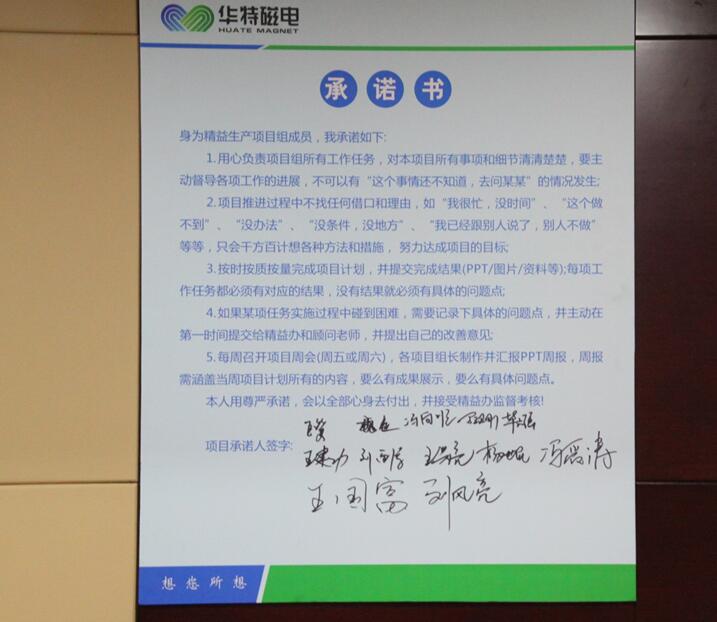 华特磁电
HUATE MAGNET
承诺书
身为精益生产项目组成员，我承诺如下:
1.用心负责项目组所有工作任务，对本项目所有事项和细节清清楚楚，要主
动督导各项工作的进展，不可以有“这个事情还不知道，去问某某”的情况发生;
2.项目推进过程中不找任何借口和理由，如“我很忙，没时间”、“这个做
不到”、“没办法”、“没条件，没地方”、“我已经跟别人说了，别人不做”
等等，只会千方百计想各种方法和措施，努力达成项目的目标;
3.按时按质按量完成项目计划，并提交完成结果(PPT/图片/资料等);每项工
作任务都必须有对应的结果，没有结果就必须有具体的问题点;
4.如果某项任务实施过程中碰到困难，需要记录下具体的问题点，并主动在
第一时间提交给精益办和顾问老师，并提出自己的改善意见;
5.每周召开项目周会(周五或周六)，各项目组长制作并汇报PPT周报，周报
需涵盖当周项目计划所有的内容，要么有成果展示，要么有具体问题点。
本人用尊严承诺，会以全部心身去付出，并接受精益办监督考核!
项目承诺人签字:
王国富 刘风亮
想您所想